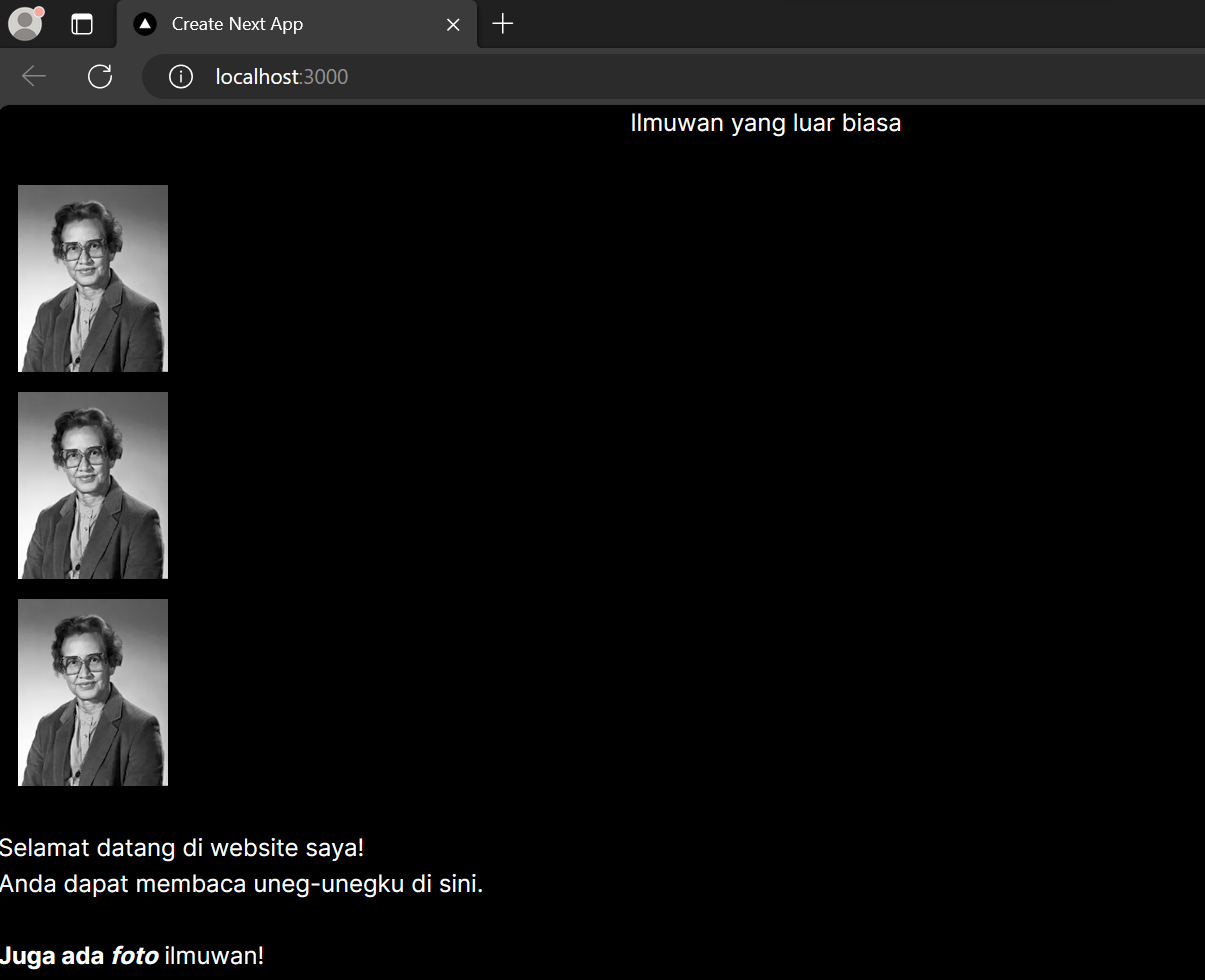 Create Next App
localhost:3000
Ilmuwan yang luar biasa
Selamat datang di website saya!
Anda dapat membaca uneg-unegku di sini.
Juga ada foto ilmuwan!